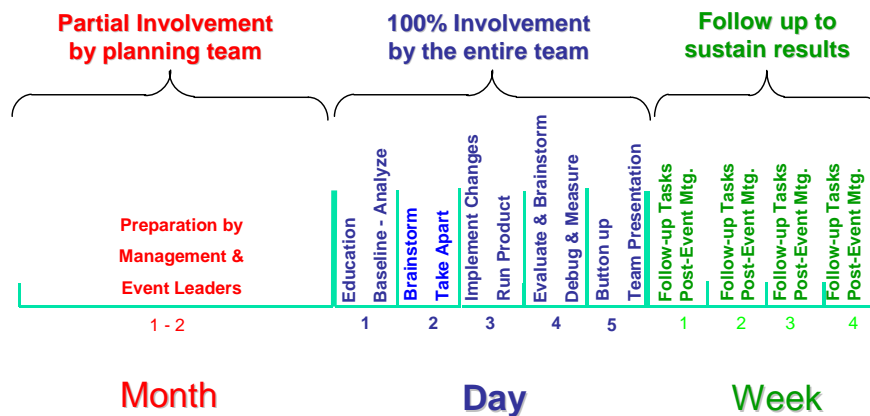 Partial Involvement
by planning team
100% Involvement
by the entire team
Follow up to
sustain results
Preparation by
Management &
Event Leaders
Education
Baseline - Analyze
Brainstorm
Take Apart
Implement Changes
Run Product
Evaluate & Brainstorm
Debug & Measure
Button up
Team Presentation
Follow-up Tasks
Post-Event Mtg.
Follow-up Tasks
Post-Event Mtg.
Follow-up Tasks
Post-Event Mtg.
Follow-up Tasks
Post-Event Mtg.
1 - 2
1
2
3
4
5
1
2
3
4
Month
Day
Week